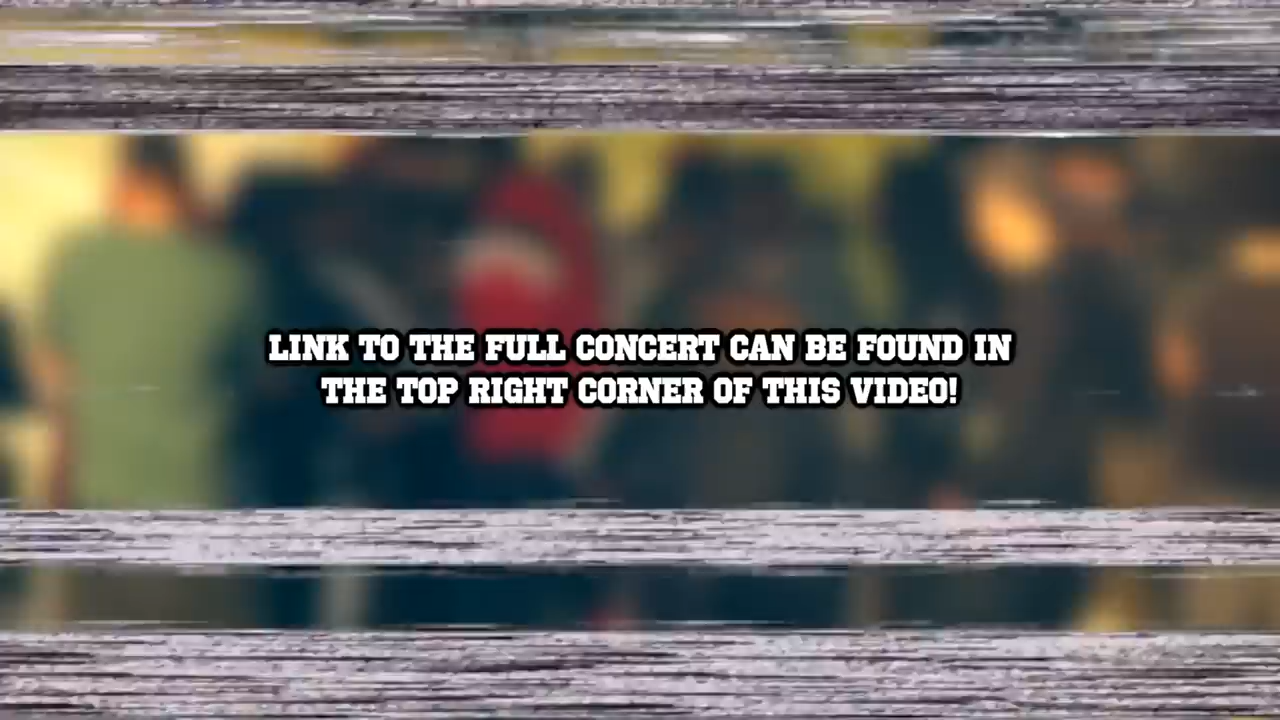 LINK TO THE FULL CONCERT CAN BE FOUND IN
THE TOP RIGHT CORNER OF THIS VIDEO!